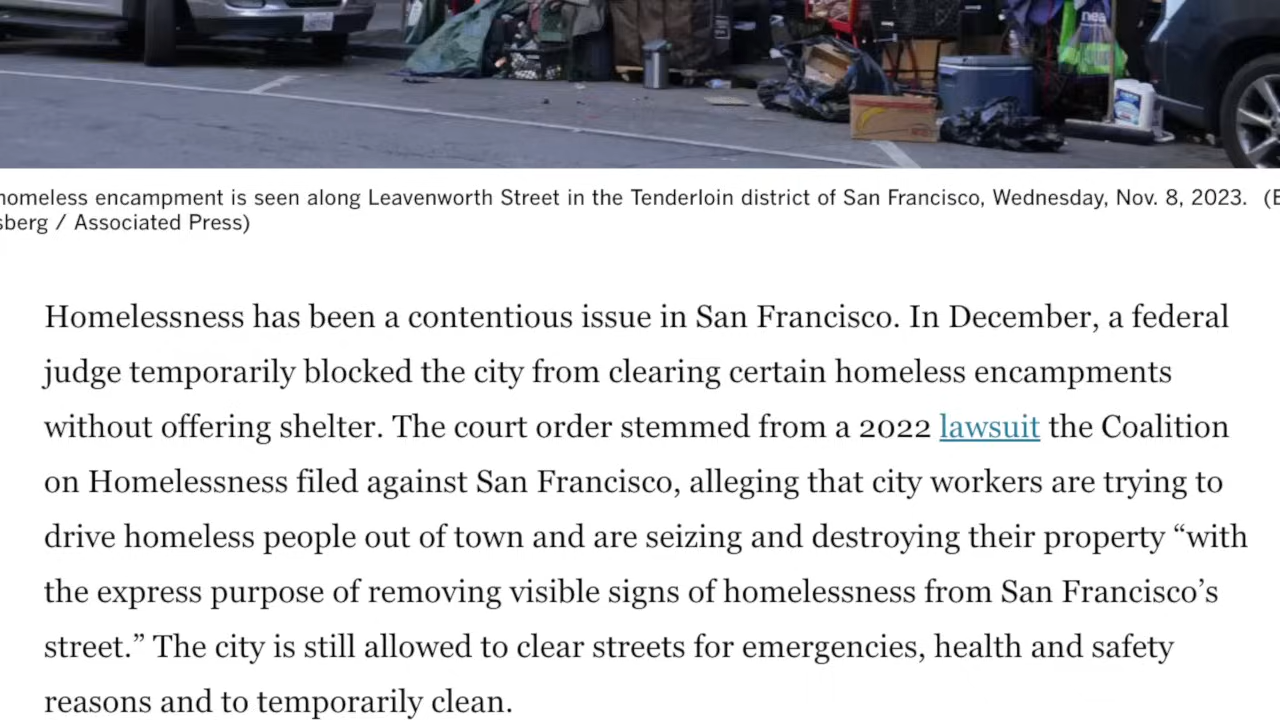 nea
homeless encampment is seen along Leavenworth Street in the Tenderloin district of San Francisco, Wednesday, Nov. 8, 2023. (E
sberg / Associated Press)
Homelessness has been a contentious issue in San Francisco. In December, a federal
judge temporarily blocked the city from clearing certain homeless encampments
without offering shelter. The court order stemmed from a 2022 lawsuit the Coalition
on Homelessness filed against San Francisco, alleging that city workers are trying to
drive homeless people out of town and are seizing and destroying their property “with
the express purpose of removing visible signs of homelessness from San Francisco’s
street.” The city is still allowed to clear streets for emergencies, health and safety
reasons and to temporarily clean.